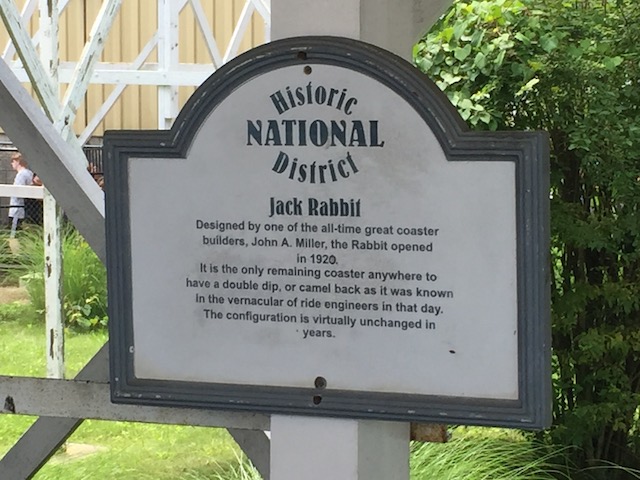 Historic
NATIONAL
District
Jack Rabbit
Designed by one of the all-time great coaster
builders, John A. Miller, the Rabbit opened
in 1920.
It is the only remaining coaster anywhere to
have a double dip, or camel back as it was known
in the vernacular of ride engineers in that day.
The configuration is virtually unchanged in
years.